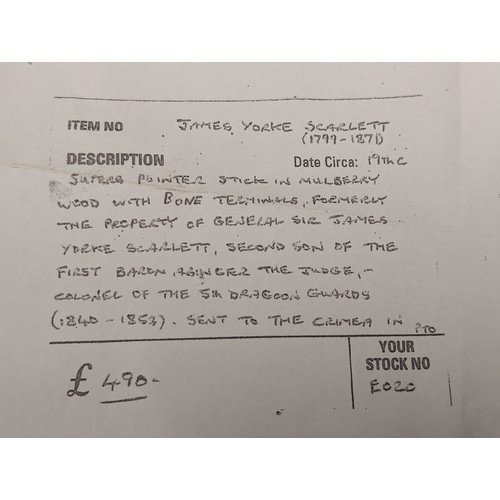 ITEM NO JAMES YORKE SCARLETT
(1799-1871)
DESCRIPTION Date Circa: 19thC
SUPERB POINTER STICK IN MULBERRY
WOOD WITH BONE TERMINALS, FORMERLY
THE PROPERTY OF GENERAL SIR JAMES
YORKE SCARLETT, SECOND SON OF THE
FIRST BARON ABINGER THE JUDGE,-
COLONEL OF THE 5th DRAGOON GUARDS
(1840-1853). SENT TO THE CRIMEA IN PTO
£ 490- YOUR
STOCK NO
E020